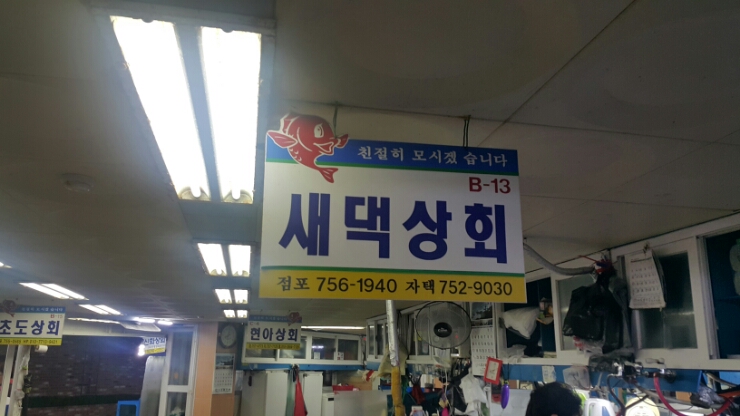 친절히 모시겠 습니다
B-13
새댁상회
점포 756-1940 자택 752-9030
초도상회
현아상회